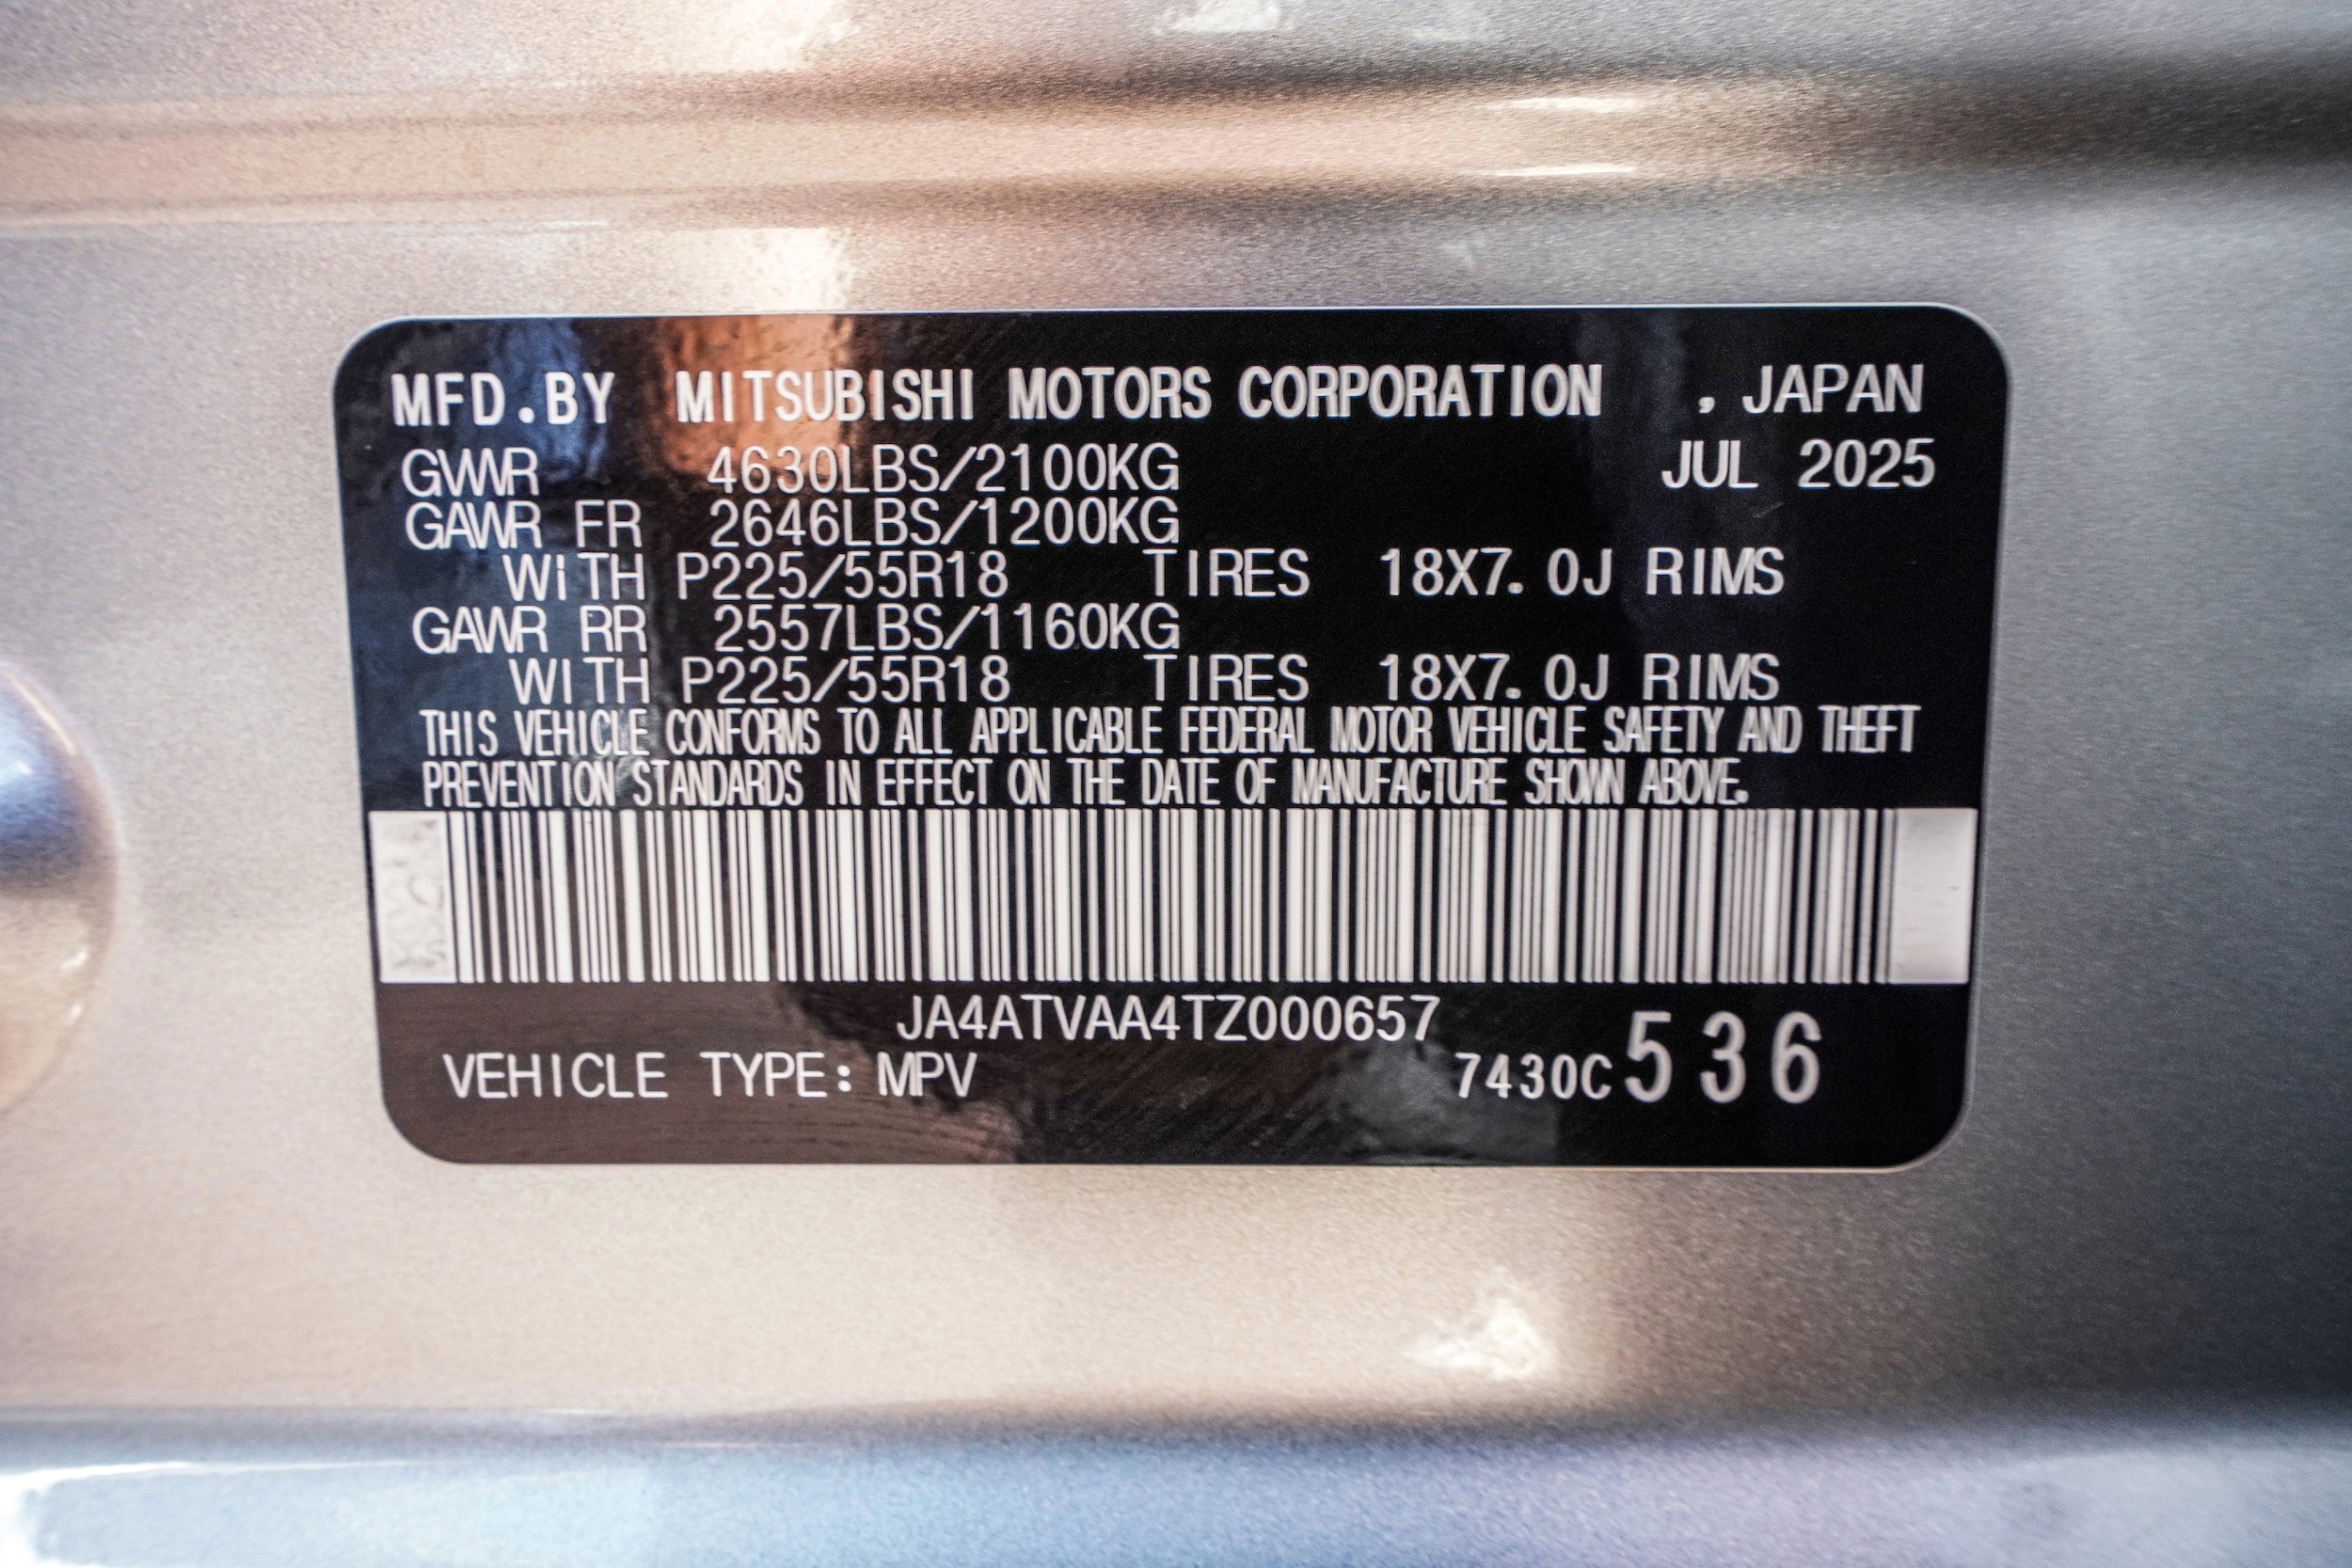 MFD.BY MITSUBISHI MOTORS CORPORATION , JAPAN
GVWR 4630LBS/2100KG JUL 2025
GAWR FR 2646LBS/1200KG
WiTH P225/55R18 TIRES 18X7.0J RIMS
GAWR RR 2557LBS/1160KG
WITH P225/55R18 TIRES 18X7.0J RIMS
THIS VEHICLE CONFORMS TO ALL APPLICABLE FEDERAL MOTOR VEHICLE SAFETY AND THEFT
PREVENTION STANDARDS IN EFFECT ON THE DATE OF MANUFACTURE SHOWN ABOVE.
JA4ATVAA4TZ000657
VEHICLE TYPE: MPV 7430C 536